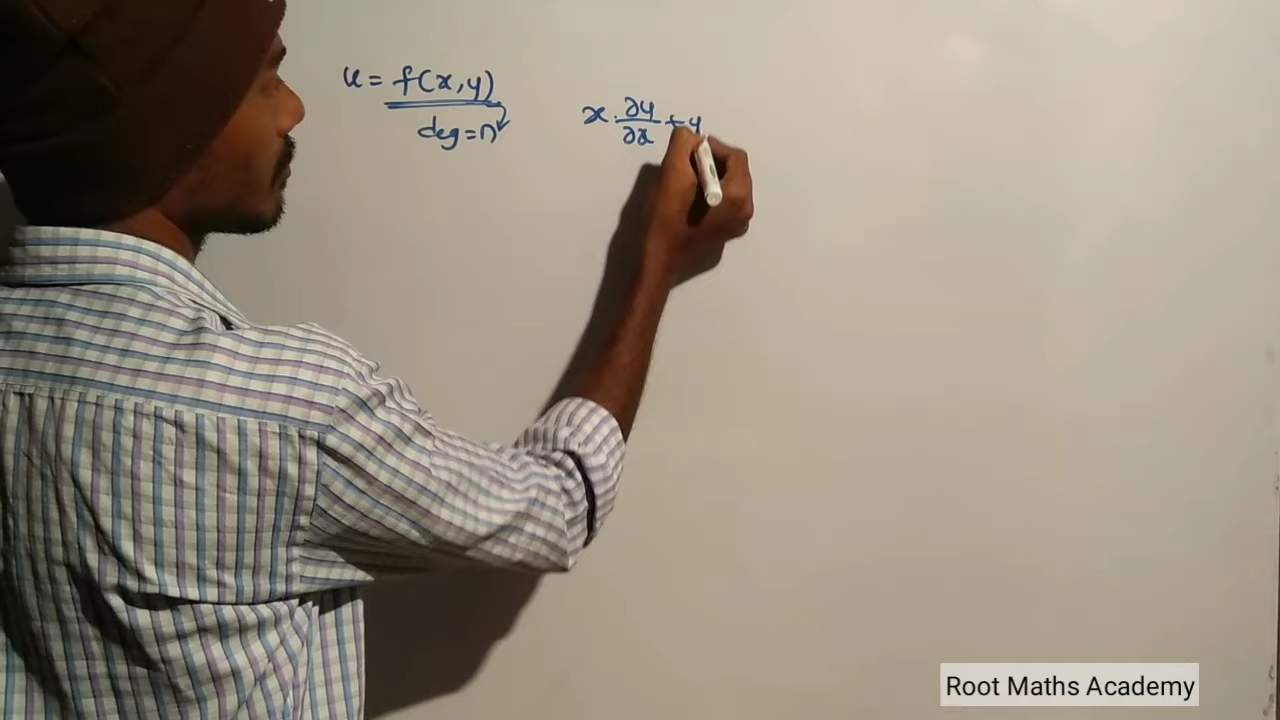 u = f(x,y)
deg = n
x · ∂u/∂x + y
Root Maths Academy